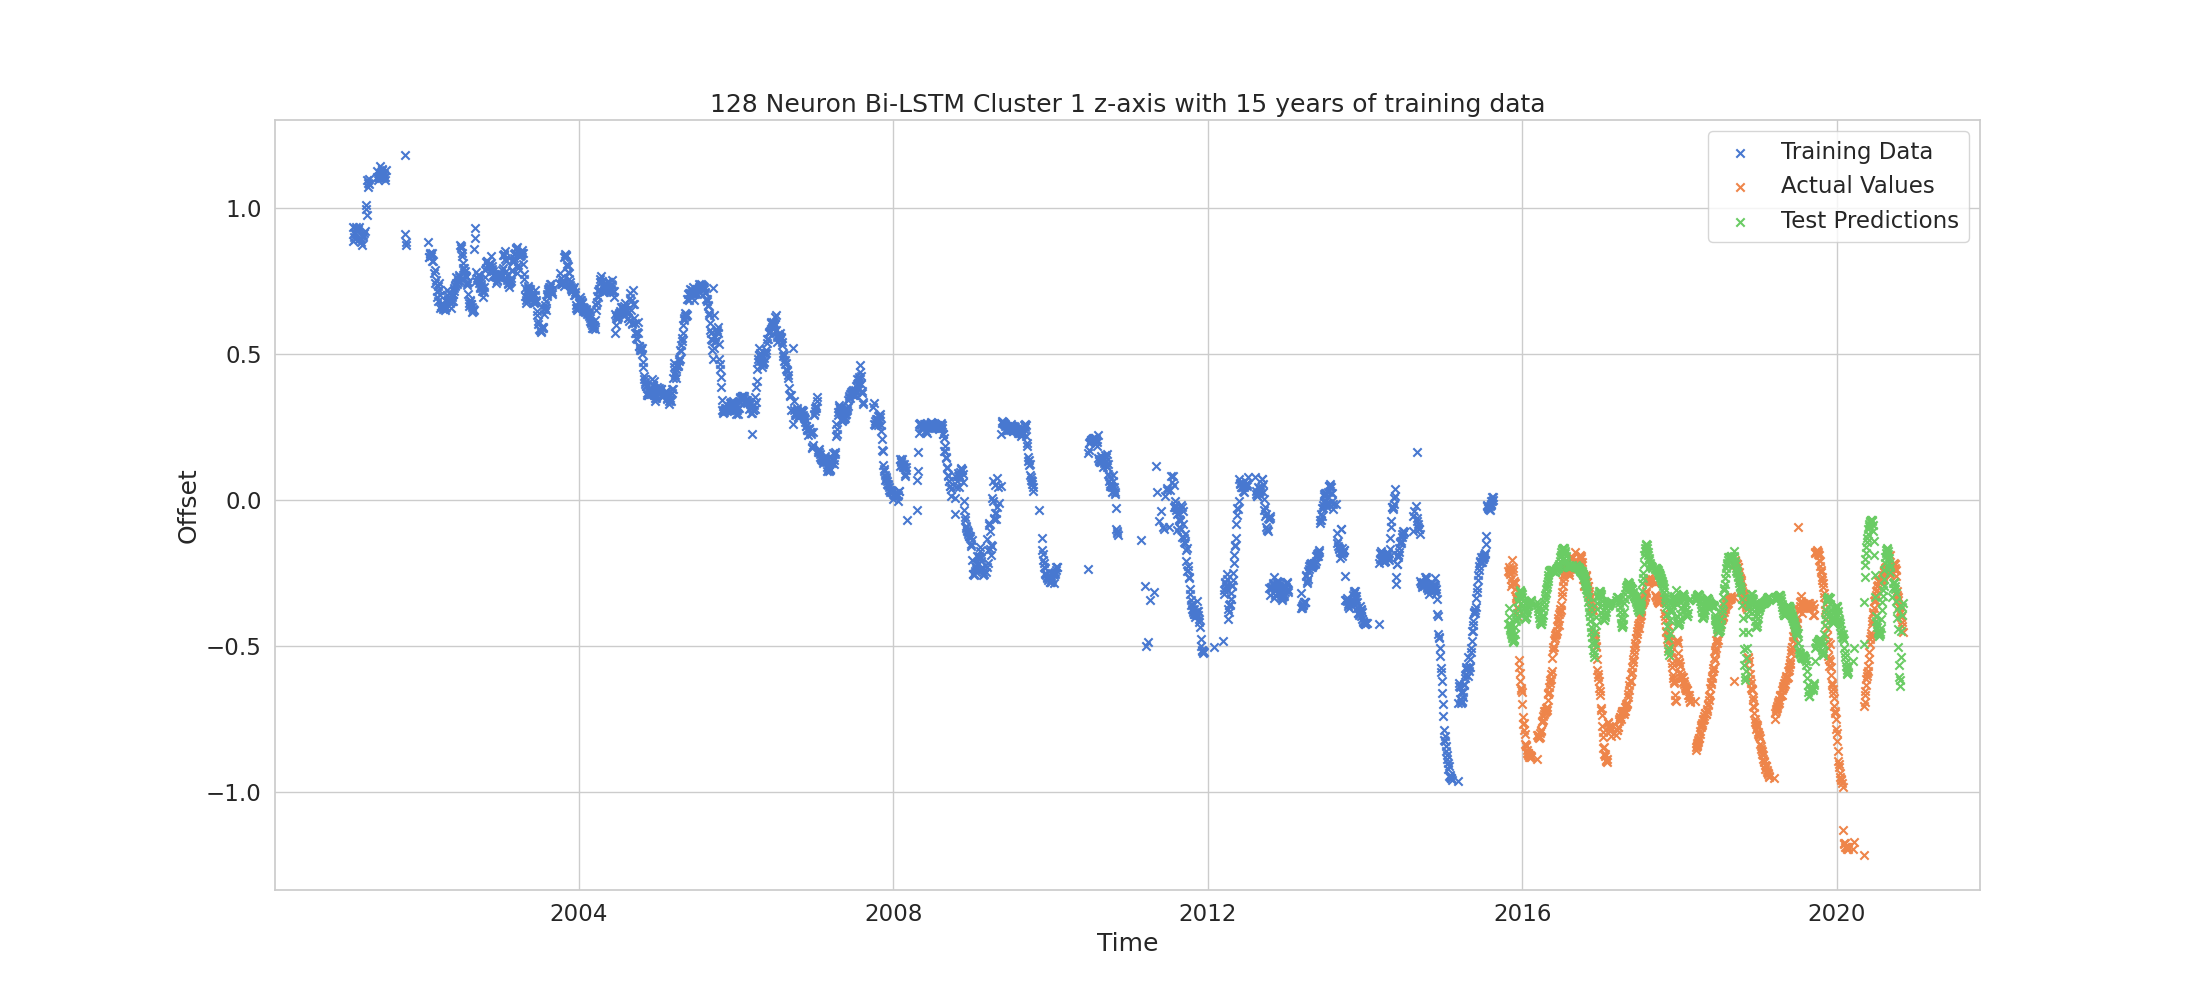 128 Neuron Bi-LSTM Cluster 1 z-axis with 15 years of training data
Training Data
Actual Values
Test Predictions
1.0
0.5
0.0
−0.5
−1.0
Offset
2004
2008
2012
2016
2020
Time